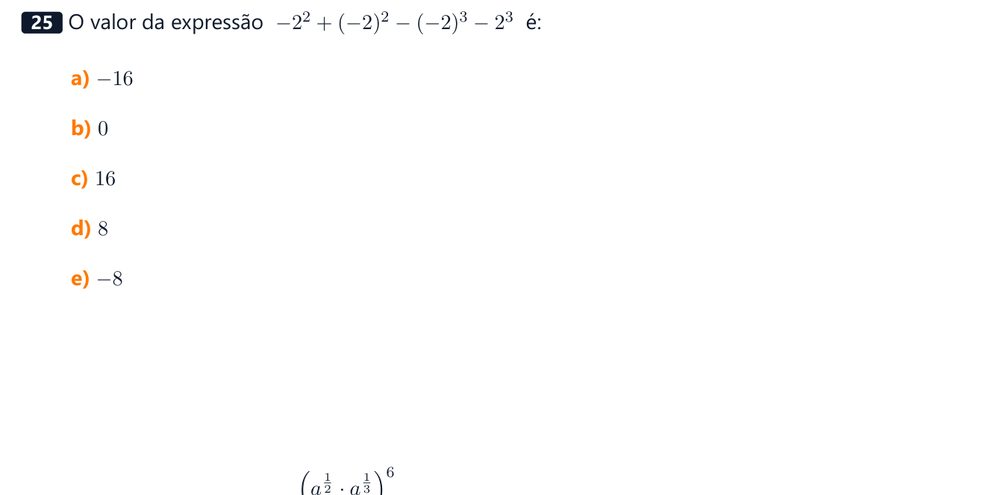 25 O valor da expressão −2² + (−2)² − (−2)³ − 2³ é:
a) −16
b) 0
c) 16
d) 8
e) −8
(a^{1/2} · a^{1/3})^6